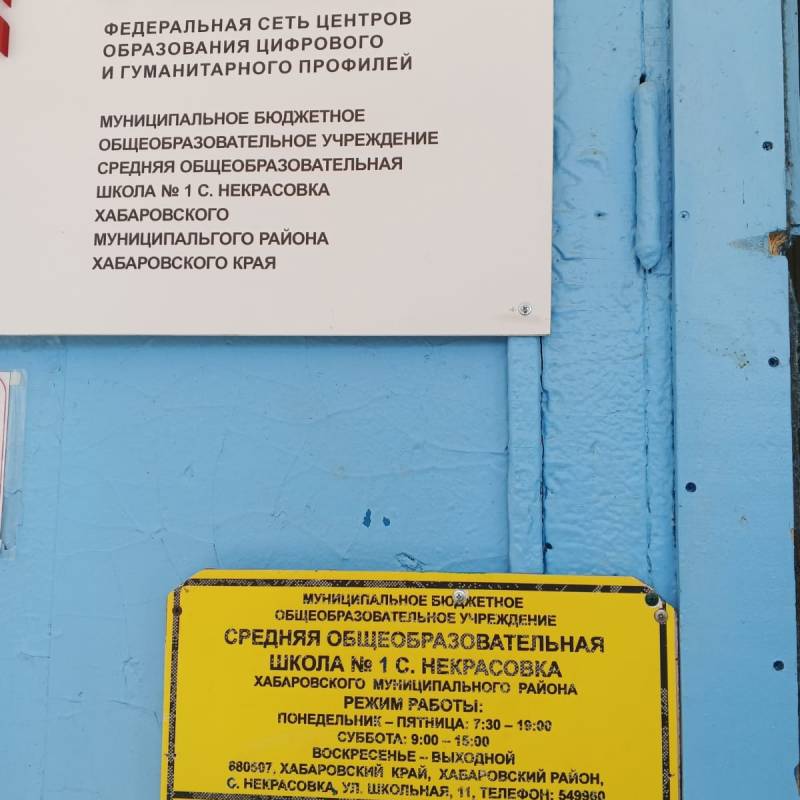 ФЕДЕРАЛЬНАЯ СЕТЬ ЦЕНТРОВ
ОБРАЗОВАНИЯ ЦИФРОВОГО
И ГУМАНИТАРНОГО ПРОФИЛЕЙ
МУНИЦИПАЛЬНОЕ БЮДЖЕТНОЕ
ОБЩЕОБРАЗОВАТЕЛЬНОЕ УЧРЕЖДЕНИЕ
СРЕДНЯЯ ОБЩЕОБРАЗОВАТЕЛЬНАЯ
ШКОЛА № 1 С. НЕКРАСОВКА
ХАБАРОВСКОГО
МУНИЦИПАЛЬГОГО РАЙОНА
ХАБАРОВСКОГО КРАЯ
МУНИЦИПАЛЬНОЕ БЮДЖЕТНОЕ
ОБЩЕОБРАЗОВАТЕЛЬНОЕ УЧРЕЖДЕНИЕ
СРЕДНЯЯ ОБЩЕОБРАЗОВАТЕЛЬНАЯ
ШКОЛА № 1 С. НЕКРАСОВКА
ХАБАРОВСКОГО МУНИЦИПАЛЬНОГО РАЙОНА
РЕЖИМ РАБОТЫ:
ПОНЕДЕЛЬНИК – ПЯТНИЦА: 7:30 – 19:00
СУББОТА: 9:00 – 15:00
ВОСКРЕСЕНЬЕ – ВЫХОДНОЙ
680507, ХАБАРОВСКИЙ КРАЙ, ХАБАРОВСКИЙ РАЙОН,
С. НЕКРАСОВКА, УЛ. ШКОЛЬНАЯ, 11, ТЕЛЕФОН: 549960